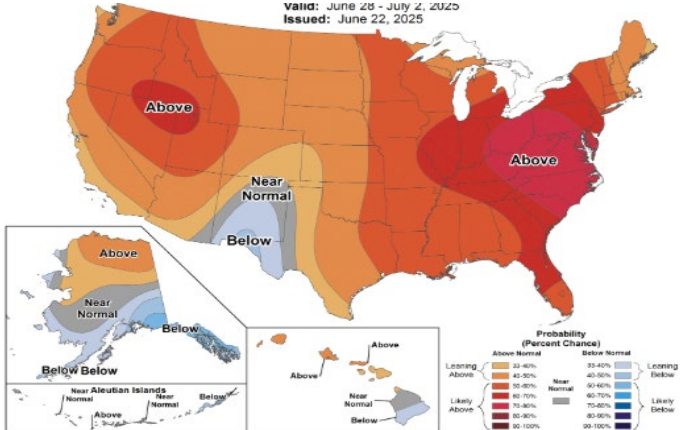 Valid: June 28 - July 2, 2025
Issued: June 22, 2025
Above
Above
Near
Normal
Below
Above
Near
Normal
Below
Below Below
Aleutian Islands
Near
Normal
Above
Near
Normal
Below
Above
Above
Near
Normal
Below
Probability
(Percent Chance)
Above Normal
Below Normal
Leaning
Above
Likely
Above
33-40%
40-50%
50-60%
60-70%
70-80%
80-90%
90-100%
Near
Normal
33-40%
40-50%
50-60%
60-70%
70-80%
80-90%
90-100%
Leaning
Below
Likely
Below